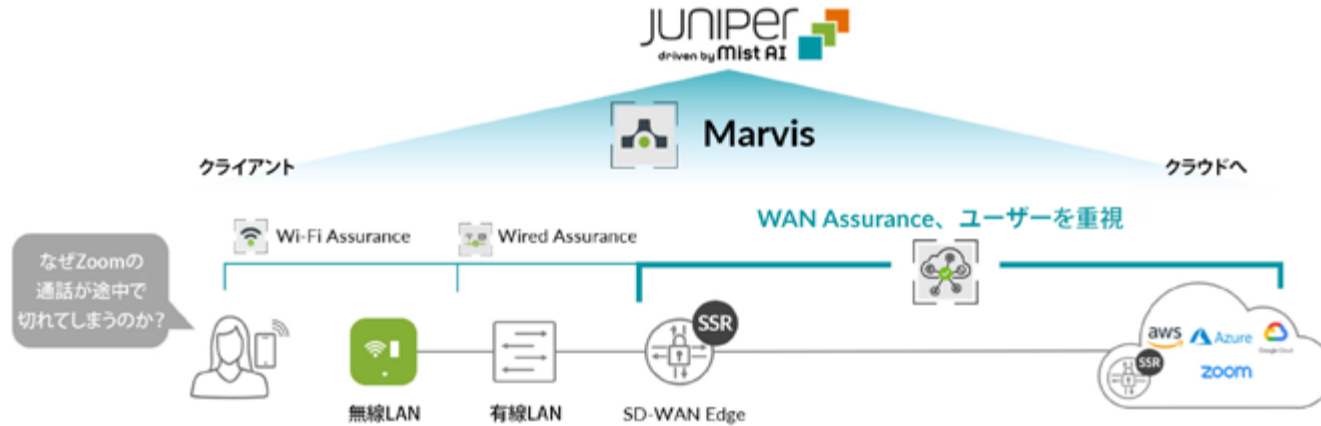 JUNIPER
driven by Mist AI
Marvis
クライアント
クラウドへ
WAN Assurance、ユーザーを重視
Wi-Fi Assurance
Wired Assurance
なぜZoomの
通話が途中で
切れてしまうのか?
SSR
aws
Azure
Google Cloud
SSR
zoom
無線LAN
有線LAN
SD-WAN Edge